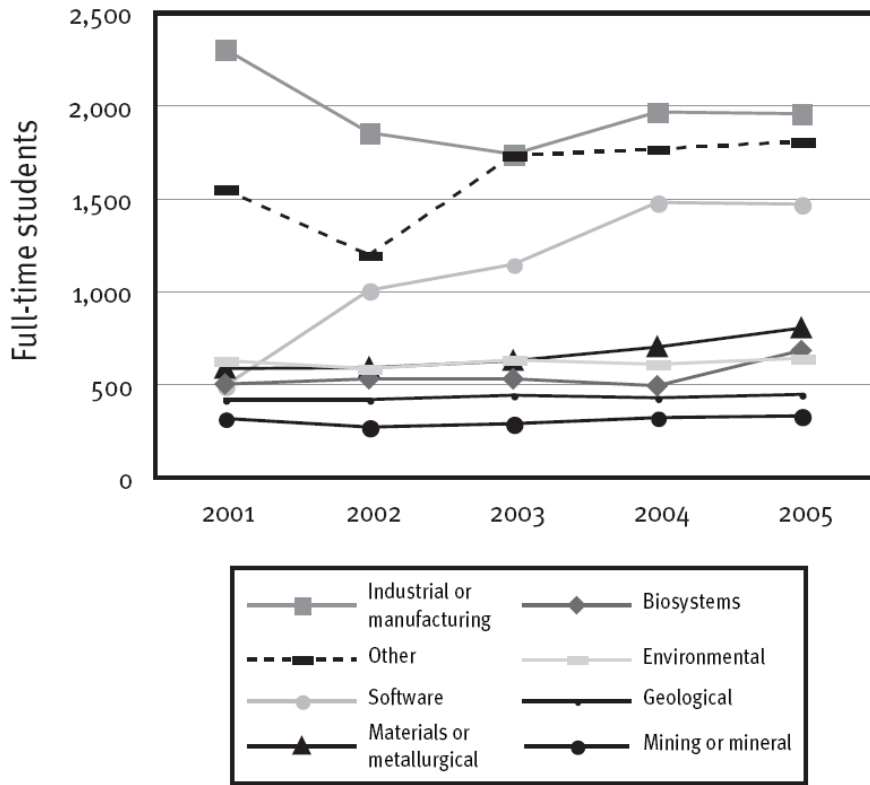 Full-time students
2,500
2,000
1,500
1,000
500
0
2001 2002 2003 2004 2005
Industrial or
manufacturing
Other
Software
Materials or
metallurgical
Biosystems
Environmental
Geological
Mining or mineral